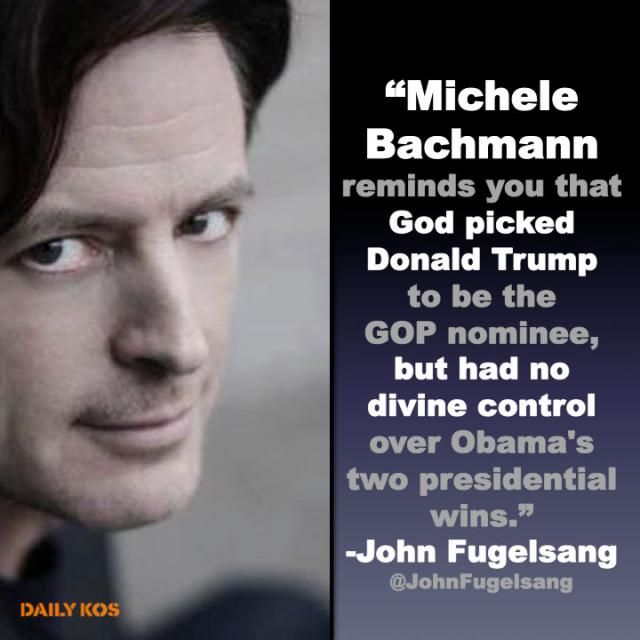 “Michele
Bachmann
reminds you that
God picked
Donald Trump
to be the
GOP nominee,
but had no
divine control
over Obama's
two presidential
wins.”
-John Fugelsang
@JohnFugelsang
DAILY KOS